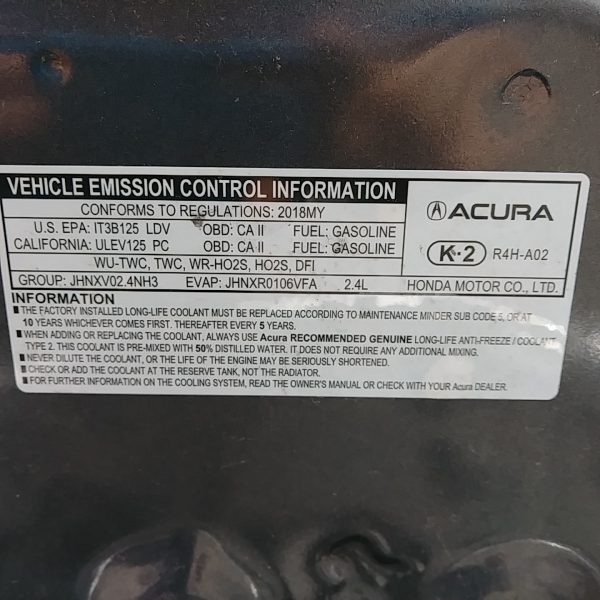 VEHICLE EMISSION CONTROL INFORMATION
CONFORMS TO REGULATIONS: 2018MY
U.S. EPA: IT3B125 LDV OBD: CA II FUEL: GASOLINE
CALIFORNIA: ULEV125 PC OBD: CA II FUEL: GASOLINE
WU-TWC, TWC, WR-HO2S, HO2S, DFI
GROUP: JHNXV02.4NH3 EVAP: JHNXR0106VFA 2.4L
ACURA
K-2 R4H-A02
HONDA MOTOR CO., LTD.
INFORMATION
■ THE FACTORY INSTALLED LONG-LIFE COOLANT MUST BE REPLACED ACCORDING TO MAINTENANCE MINDER SUB CODE 5, OR AT
10 YEARS WHICHEVER COMES FIRST. THEREAFTER EVERY 5 YEARS.
■ WHEN ADDING OR REPLACING THE COOLANT, ALWAYS USE Acura RECOMMENDED GENUINE LONG-LIFE ANTI-FREEZE / COOLANT
TYPE 2. THIS COOLANT IS PRE-MIXED WITH 50% DISTILLED WATER. IT DOES NOT REQUIRE ANY ADDITIONAL MIXING.
■ NEVER DILUTE THE COOLANT, OR THE LIFE OF THE ENGINE MAY BE SERIOUSLY SHORTENED.
■ CHECK OR ADD THE COOLANT AT THE RESERVE TANK, NOT THE RADIATOR.
■ FOR FURTHER INFORMATION ON THE COOLING SYSTEM, READ THE OWNER'S MANUAL OR CHECK WITH YOUR Acura DEALER.